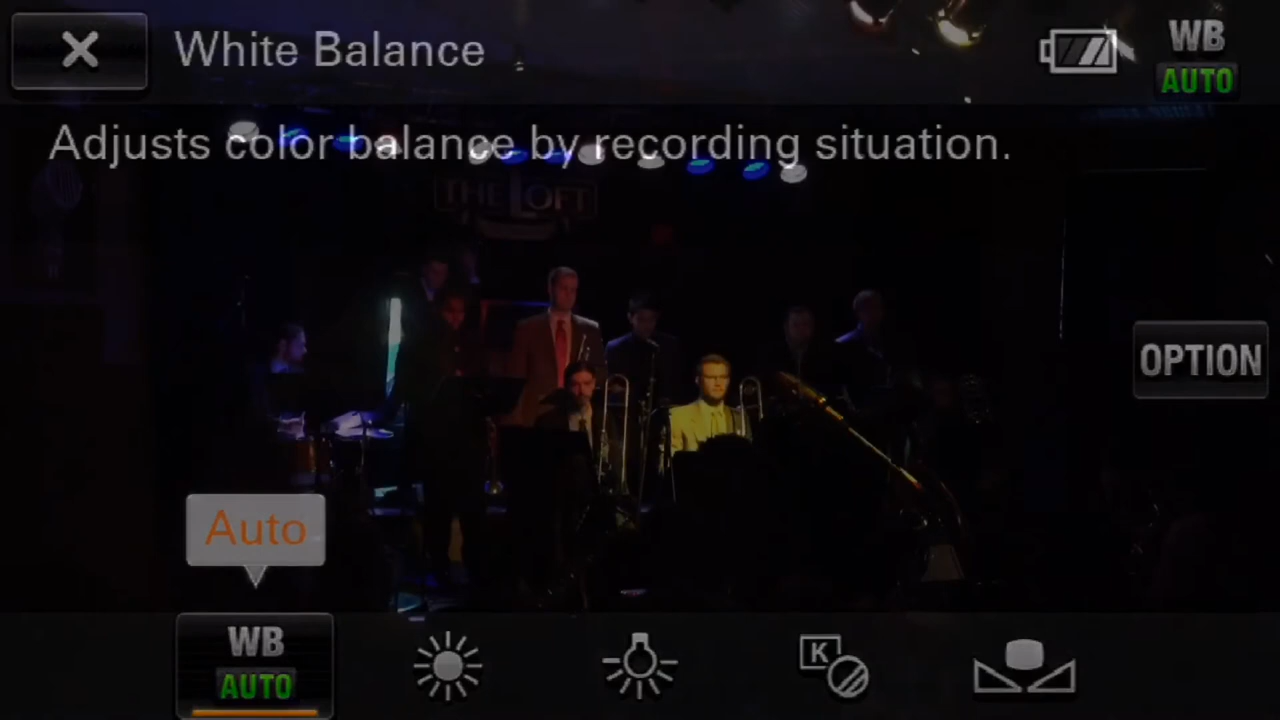 White Balance
WB
AUTO
Adjusts color balance by recording situation.
THE LOFT
OPTION
Auto
WB
AUTO
K